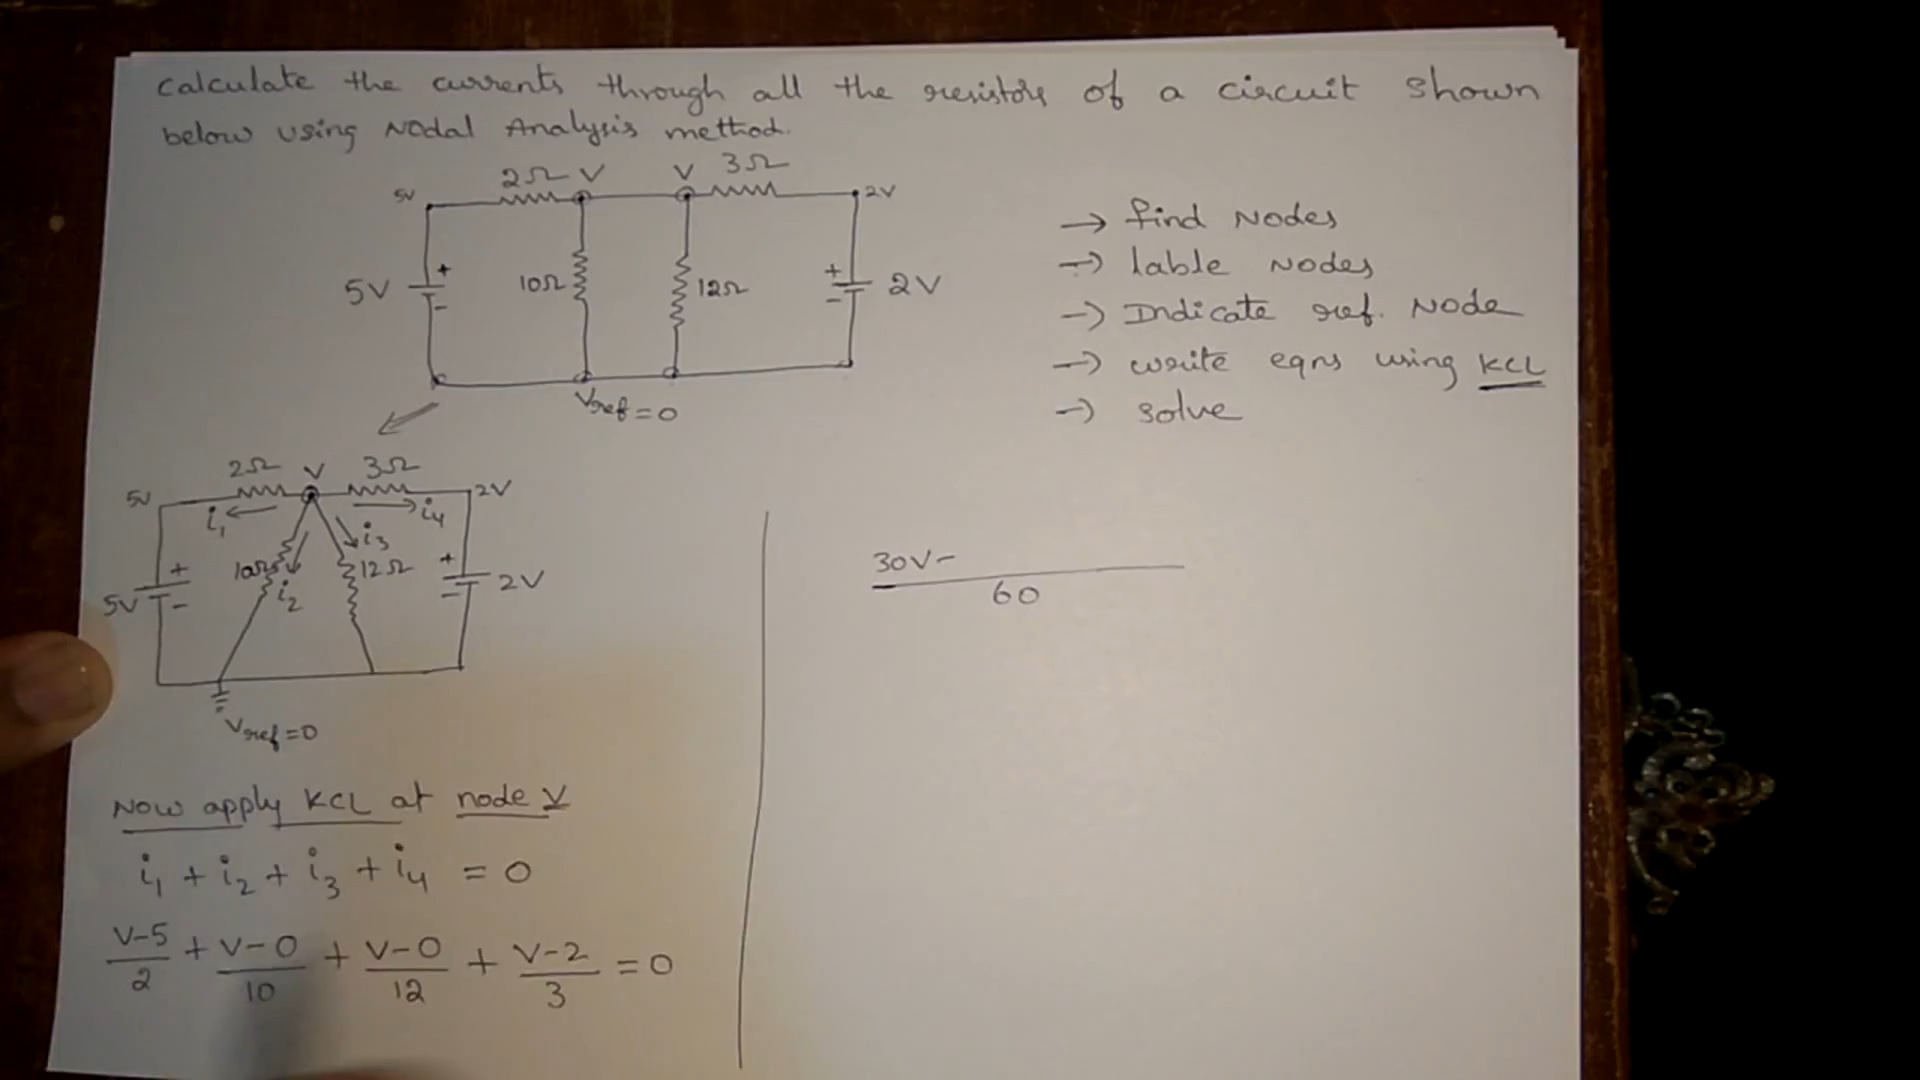 Calculate the currents through all the resistors of a circuit shown
below using Nodal Analysis method.
2Ω V V 3Ω
5V 2V
5V + - 10Ω 12Ω + - 2V
Vref = 0
→ find Nodes
→ lable Nodes
→ Indicate ref. Node
→ write eqns using KCL
→ solve
2Ω V 3Ω
5V 2V
i1 i4
i3
5V + - 10Ω i2 12Ω + - 2V
Vref = 0
Now apply KCL at node V
i1 + i2 + i3 + i4 = 0
V-5/2 + V-0/10 + V-0/12 + V-2/3 = 0
30V-
60